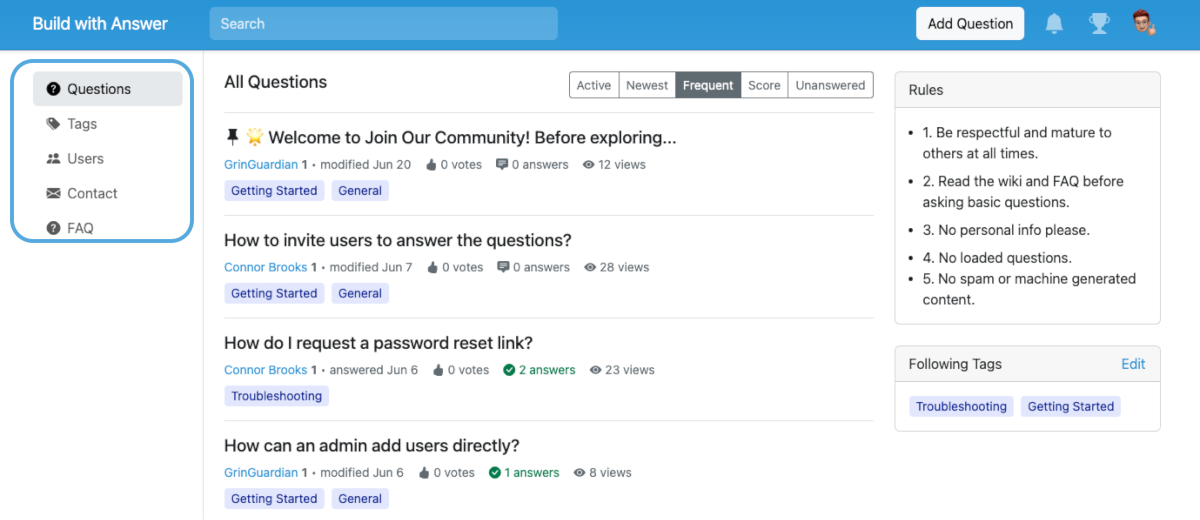 Build with Answer
Search
Add Question
Questions
Tags
Users
Contact
FAQ
All Questions
Active Newest Frequent Score Unanswered
Welcome to Join Our Community! Before exploring...
GrinGuardian 1 • modified Jun 20 0 votes 0 answers 12 views
Getting Started General
How to invite users to answer the questions?
Connor Brooks 1 • modified Jun 7 0 votes 0 answers 28 views
Getting Started General
How do I request a password reset link?
Connor Brooks 1 • answered Jun 6 0 votes 2 answers 23 views
Troubleshooting
How can an admin add users directly?
GrinGuardian 1 • modified Jun 6 0 votes 1 answers 8 views
Getting Started General
Rules
• 1. Be respectful and mature to
others at all times.
• 2. Read the wiki and FAQ before
asking basic questions.
• 3. No personal info please.
• 4. No loaded questions.
• 5. No spam or machine generated
content.
Following Tags Edit
Troubleshooting Getting Started